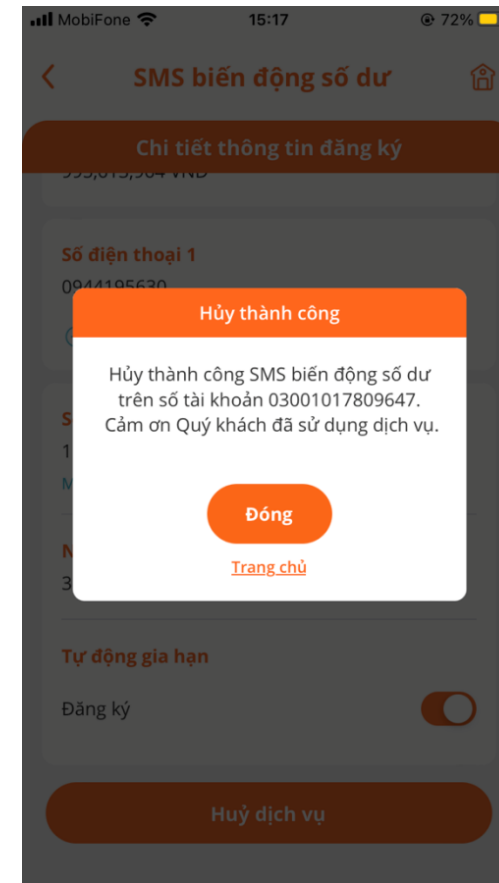 MobiFone 15:17 72%
SMS biến động số dư
Chi tiết thông tin đăng ký
Số điện thoại 1
0944195630
Hủy thành công
Hủy thành công SMS biến động số dư
trên số tài khoản 03001017809647.
Cảm ơn Quý khách đã sử dụng dịch vụ.
Đóng
Trang chủ
Tự động gia hạn
Đăng ký
Huỷ dịch vụ